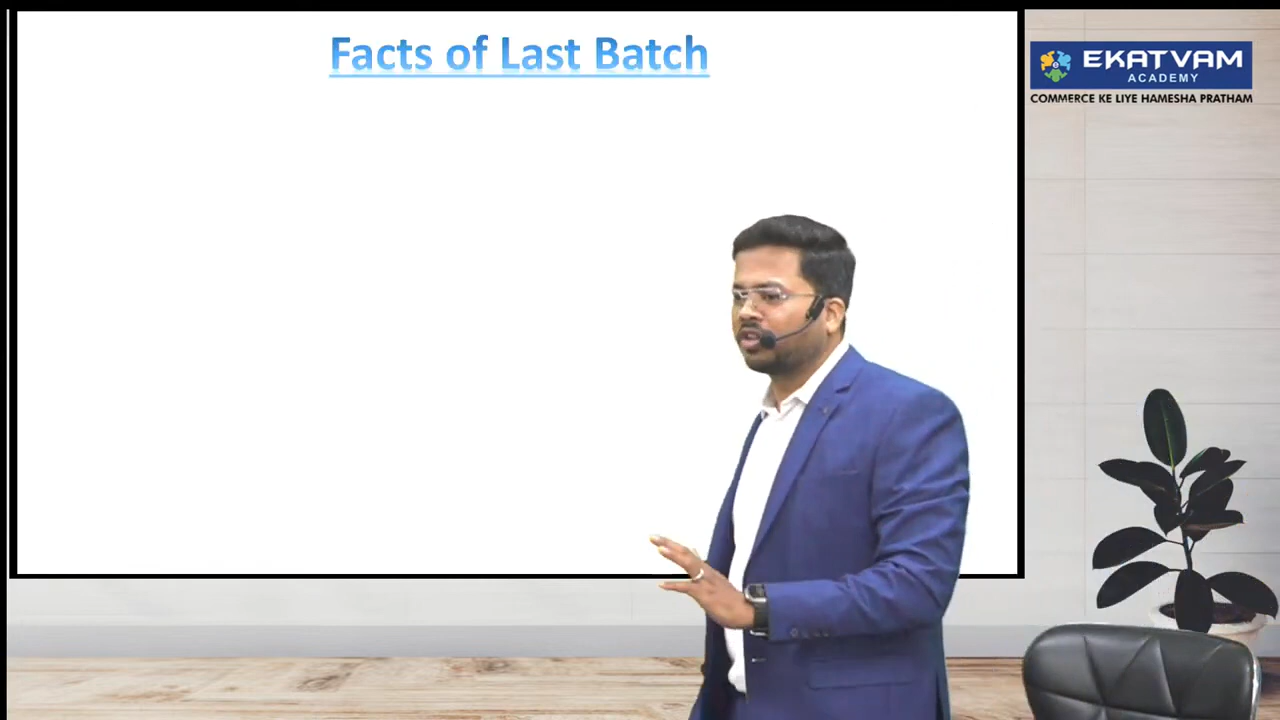 Facts of Last Batch
EKATVAM
ACADEMY
COMMERCE KE LIYE HAMESHA PRATHAM